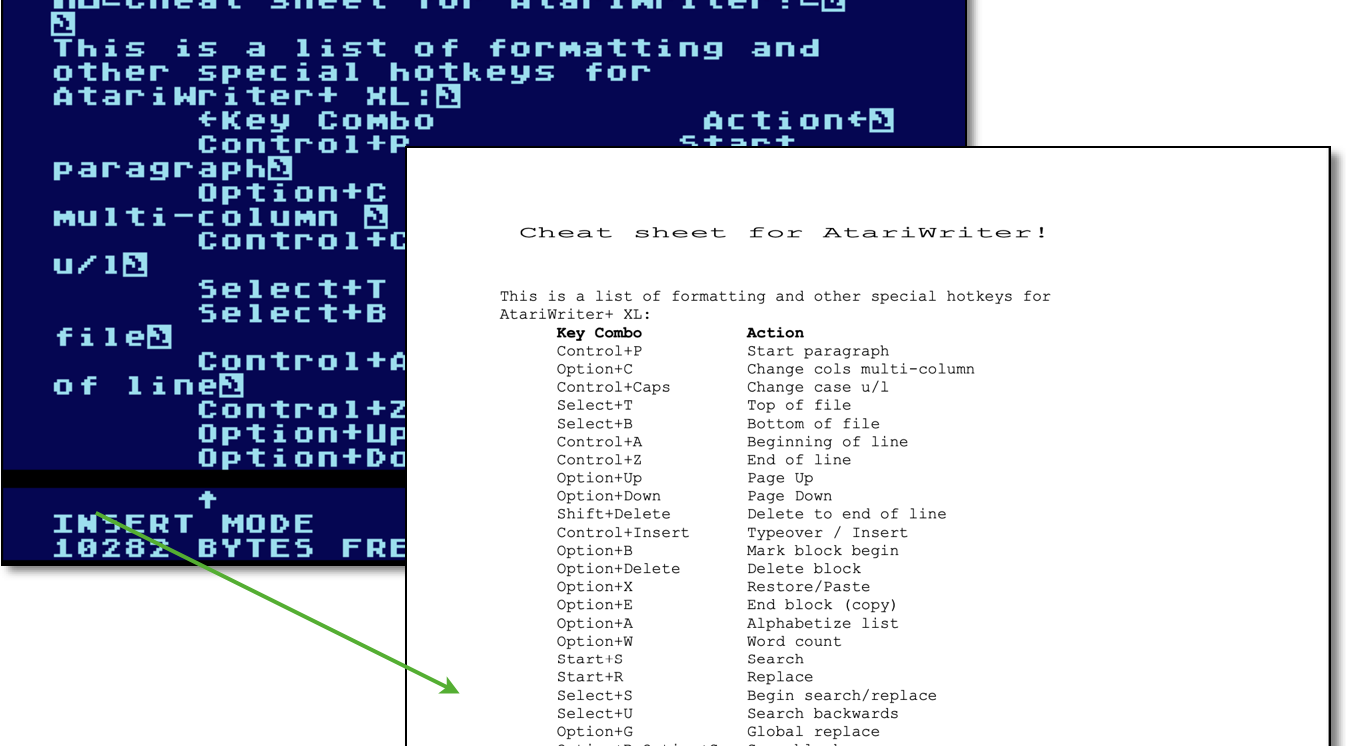 Cheat sheet for AtariWriter!
This is a list of formatting and
other special hotkeys for
AtariWriter+ XL:
←Key Combo Action←
Control+P Start
paragraph
Option+C
multi-column
Control+C
u/l
Select+T
Select+B
file
Control+A
of line
Control+Z
Option+Up
Option+Do
↑
INSERT MODE
10282 BYTES FRE
Cheat sheet for AtariWriter!
This is a list of formatting and other special hotkeys for
AtariWriter+ XL:
Key Combo Action
Control+P Start paragraph
Option+C Change cols multi-column
Control+Caps Change case u/l
Select+T Top of file
Select+B Bottom of file
Control+A Beginning of line
Control+Z End of line
Option+Up Page Up
Option+Down Page Down
Shift+Delete Delete to end of line
Control+Insert Typeover / Insert
Option+B Mark block begin
Option+Delete Delete block
Option+X Restore/Paste
Option+E End block (copy)
Option+A Alphabetize list
Option+W Word count
Start+S Search
Start+R Replace
Select+S Begin search/replace
Select+U Search backwards
Option+G Global replace